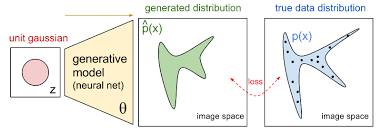 unit gaussian
z
generative
model
(neural net)
θ
generated distribution
p̂(x)
image space
loss
true data distribution
p(x)
image space